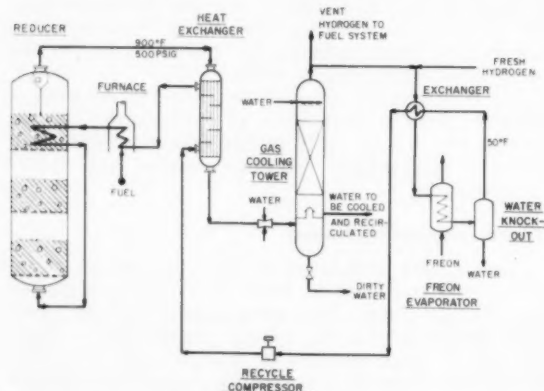 REDUCER
900°F
500 PSIG
HEAT
EXCHANGER
FURNACE
FUEL
VENT
HYDROGEN TO
FUEL SYSTEM
WATER
GAS
COOLING
TOWER
WATER
WATER TO
BE COOLED
AND RECIR-
CULATED
DIRTY
WATER
FRESH
HYDROGEN
EXCHANGER
50°F
WATER
KNOCK-
OUT
FREON
WATER
FREON
EVAPORATOR
RECYCLE
COMPRESSOR